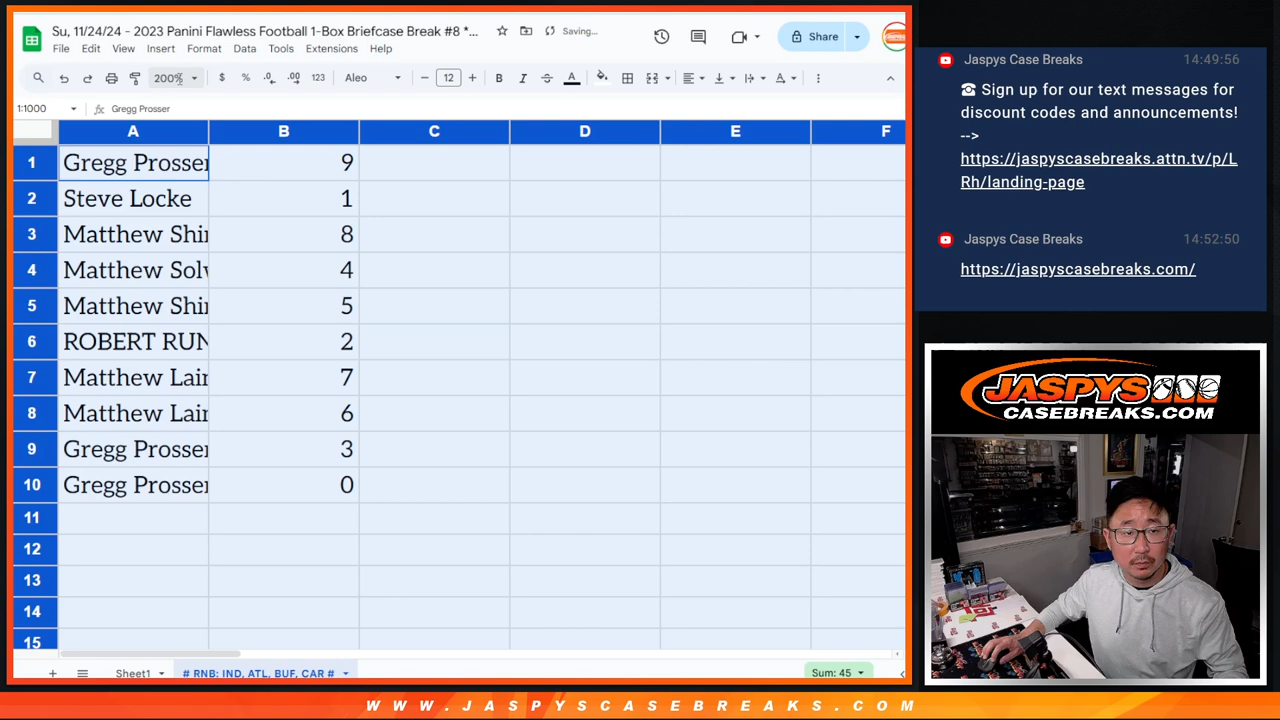 Su, 11/24/24 - 2023 Panini Flawless Football 1-Box Briefcase Break #8 *...
Saving...
File Edit View Insert Format Data Tools Extensions Help
Share
200% $ % .0 .00 123 Aleo − 12 + B I S A
1:1000 fx Gregg Prosser
A B C D E F
1 Gregg Prosser 9
2 Steve Locke 1
3 Matthew Shi 8
4 Matthew Sol 4
5 Matthew Shi 5
6 ROBERT RUN 2
7 Matthew Lair 7
8 Matthew Lair 6
9 Gregg Prosser 3
10 Gregg Prosser 0
11
12
13
14
15
+ Sheet1 # RNB: IND, ATL, BUF, CAR # Sum: 45
Jaspys Case Breaks 14:49:56
☎ Sign up for our text messages for
discount codes and announcements!
-->
https://jaspyscasebreaks.attn.tv/p/L
Rh/landing-page
Jaspys Case Breaks 14:52:50
https://jaspyscasebreaks.com/
JASPYS
CASEBREAKS.COM
WWW.JASPYSCASEBREAKS.COM